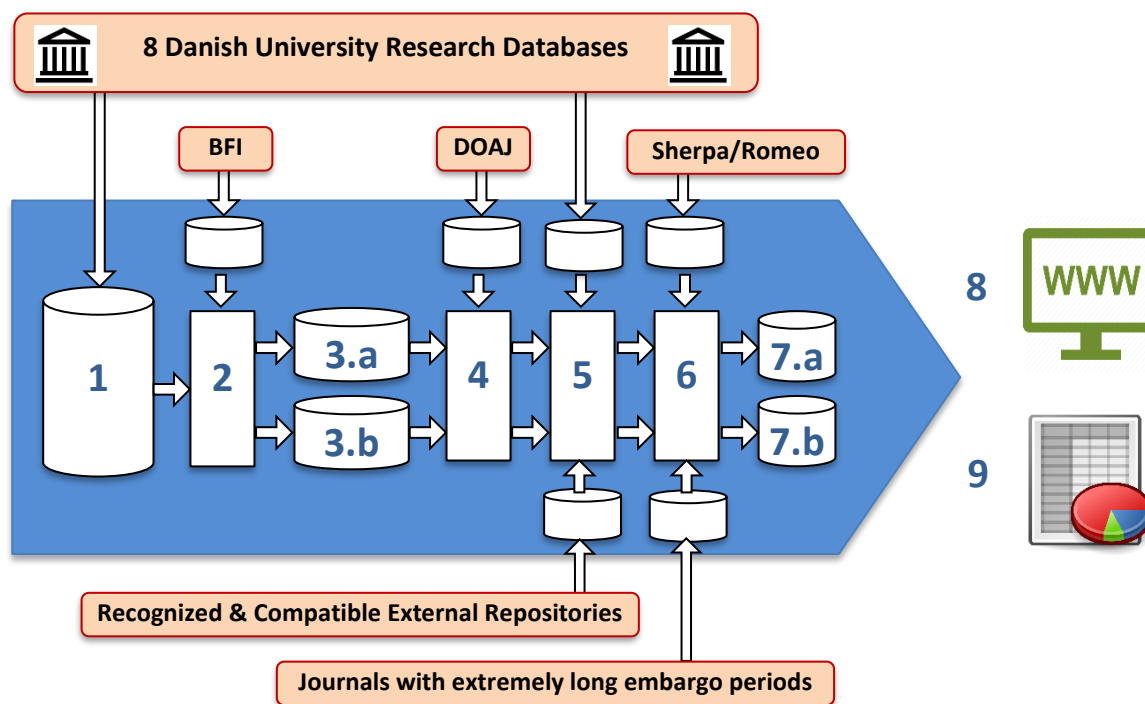 8 Danish University Research Databases
BFI
DOAJ
Sherpa/Romeo
8
WWW
1
2
3.a
4
5
6
7.a
3.b
7.b
9
Recognized & Compatible External Repositories
Journals with extremely long embargo periods